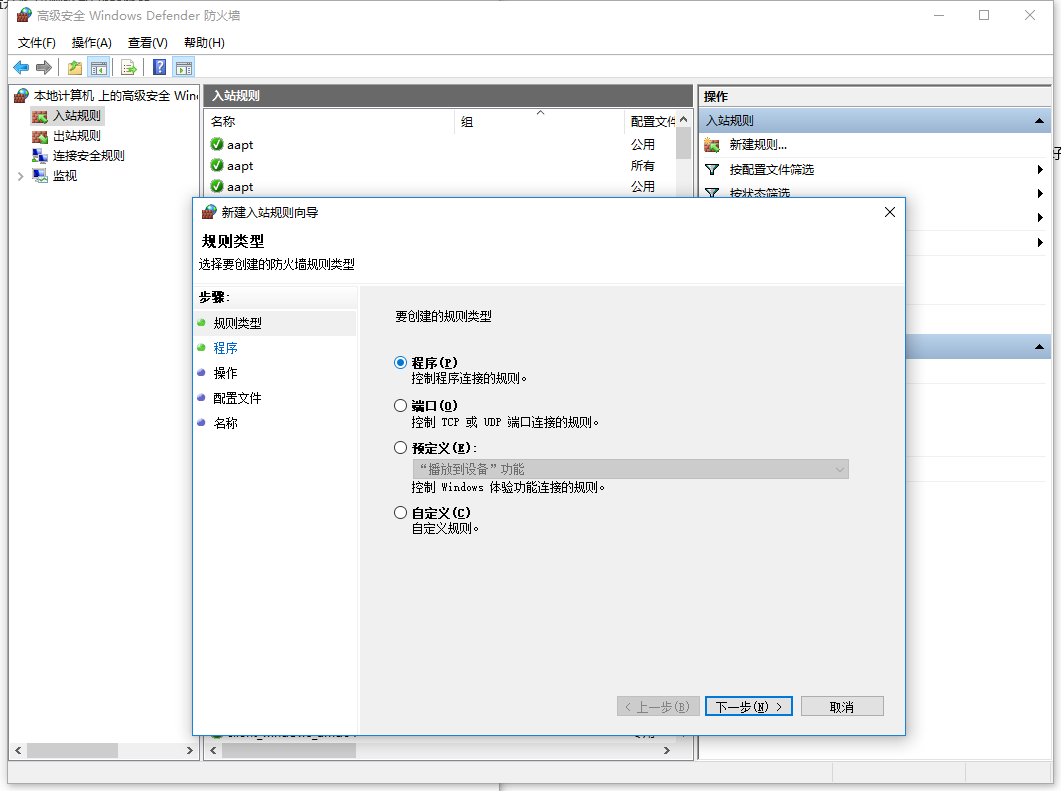 高级安全 Windows Defender 防火墙
文件(F) 操作(A) 查看(V) 帮助(H)
本地计算机 上的高级安全 Win
入站规则
出站规则
连接安全规则
监视
入站规则
名称 组 配置文件
aapt 公用
aapt 所有
aapt 公用
操作
入站规则
新建规则...
按配置文件筛选
按状态筛选
新建入站规则向导
规则类型
选择要创建的防火墙规则类型
步骤:
规则类型
程序
操作
配置文件
名称
要创建的规则类型
程序(P)
控制程序连接的规则。
端口(O)
控制 TCP 或 UDP 端口连接的规则。
预定义(E):
“播放到设备”功能
控制 Windows 体验功能连接的规则。
自定义(C)
自定义规则。
< 上一步(B) 下一步(N) > 取消